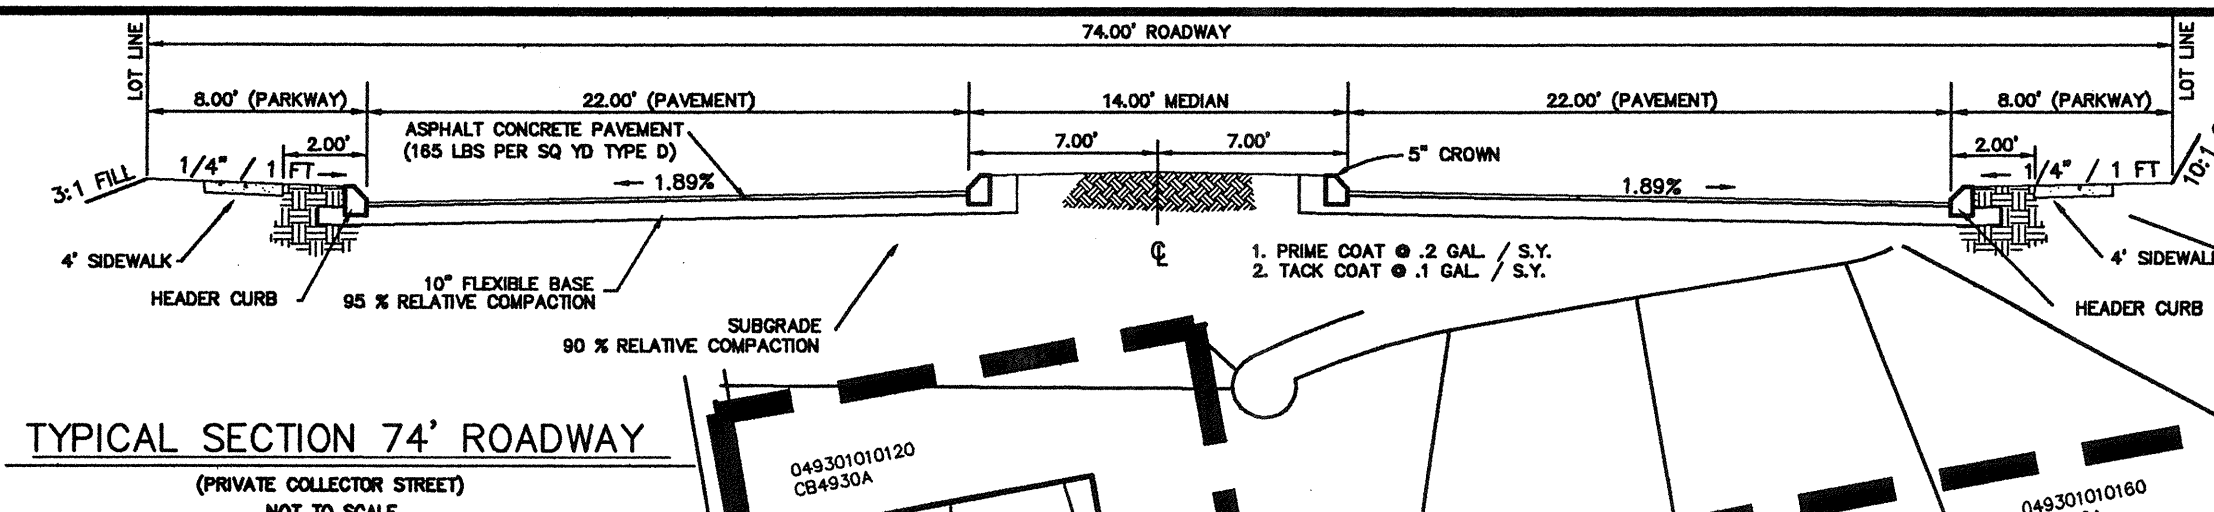 74.00' ROADWAY
LOT LINE
LOT LINE
8.00' (PARKWAY)
22.00' (PAVEMENT)
14.00' MEDIAN
22.00' (PAVEMENT)
8.00' (PARKWAY)
2.00'
ASPHALT CONCRETE PAVEMENT
(165 LBS PER SQ YD TYPE D)
7.00'
7.00'
5" CROWN
2.00'
3:1 FILL
1/4" / 1 FT
1.89%
1.89%
1/4" / 1 FT
10:1
4' SIDEWALK
HEADER CURB
10" FLEXIBLE BASE
95 % RELATIVE COMPACTION
SUBGRADE
90 % RELATIVE COMPACTION
℄
1. PRIME COAT @ .2 GAL. / S.Y.
2. TACK COAT @ .1 GAL. / S.Y.
4' SIDEWALK
HEADER CURB
TYPICAL SECTION 74' ROADWAY
(PRIVATE COLLECTOR STREET)
NOT TO SCALE
049301010120
CB4930A
049301010160